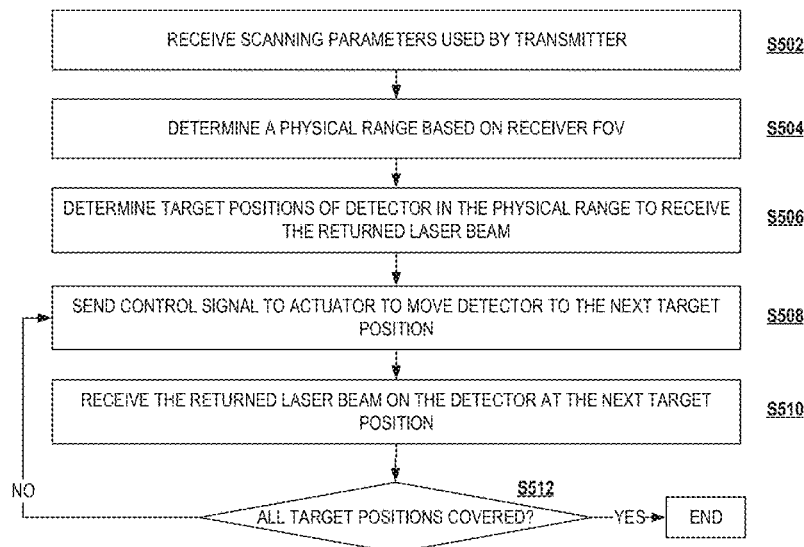 RECEIVE SCANNING PARAMETERS USED BY TRANSMITTER
S502
DETERMINE A PHYSICAL RANGE BASED ON RECEIVER FOV
S504
DETERMINE TARGET POSITIONS OF DETECTOR IN THE PHYSICAL RANGE TO RECEIVE
THE RETURNED LASER BEAM
S506
SEND CONTROL SIGNAL TO ACTUATOR TO MOVE DETECTOR TO THE NEXT TARGET
POSITION
S508
RECEIVE THE RETURNED LASER BEAM ON THE DETECTOR AT THE NEXT TARGET
POSITION
S510
NO
S512
ALL TARGET POSITIONS COVERED?
YES
END